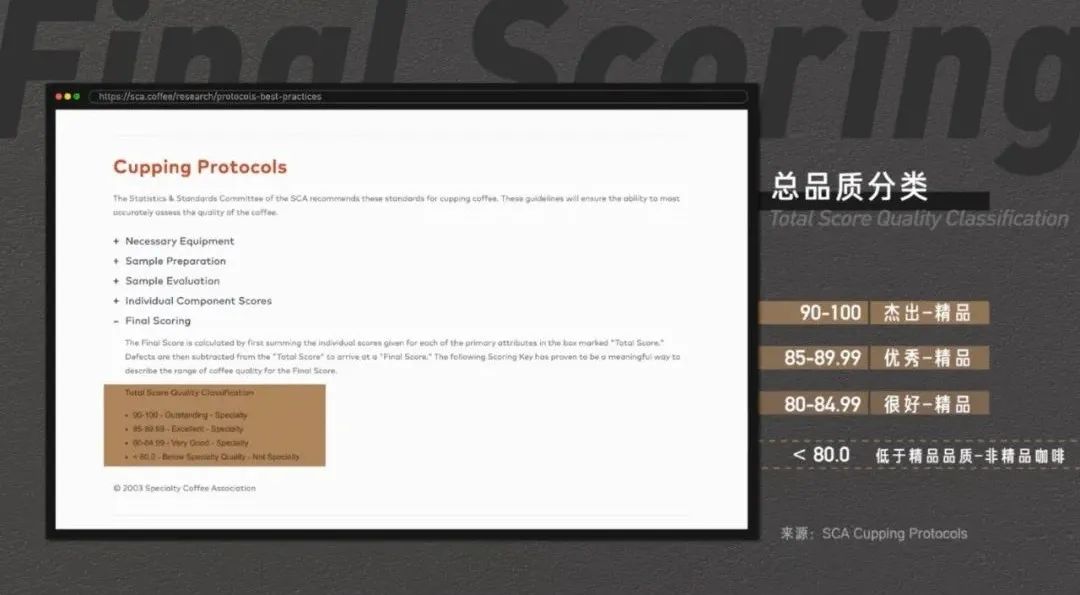 Final Scoring
https://sca.coffee/research/protocols-best-practices
Cupping Protocols
The Statistics & Standards Committee of the SCA recommends these standards for cupping coffee. These guidelines will ensure the ability to most
accurately assess the quality of the coffee.
+ Necessary Equipment
+ Sample Preparation
+ Sample Evaluation
+ Individual Component Scores
– Final Scoring
The Final Score is calculated by first summing the individual scores given for each of the primary attributes in the box marked "Total Score."
Defects are then subtracted from the "Total Score" to arrive at a "Final Score." The following Scoring Key has proven to be a meaningful way to
describe the range of coffee quality for the Final Score.
Total Score Quality Classification
• 90-100 - Outstanding - Specialty
• 85-89.99 - Excellent - Specialty
• 80-84.99 - Very Good - Specialty
• < 80.0 - Below Specialty Quality - Not Specialty
© 2003 Specialty Coffee Association
总品质分类
Total Score Quality Classification
90-100 杰出-精品
85-89.99 优秀-精品
80-84.99 很好-精品
< 80.0 低于精品品质-非精品咖啡
来源：SCA Cupping Protocols